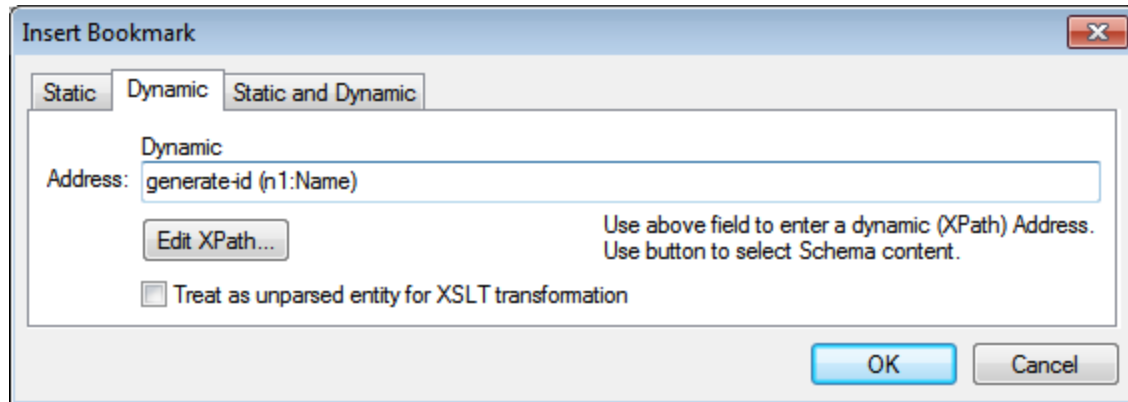 Insert Bookmark
Static Dynamic Static and Dynamic
Dynamic
Address: generate-id (n1:Name)
Edit XPath... Use above field to enter a dynamic (XPath) Address.
Use button to select Schema content.
Treat as unparsed entity for XSLT transformation
OK Cancel